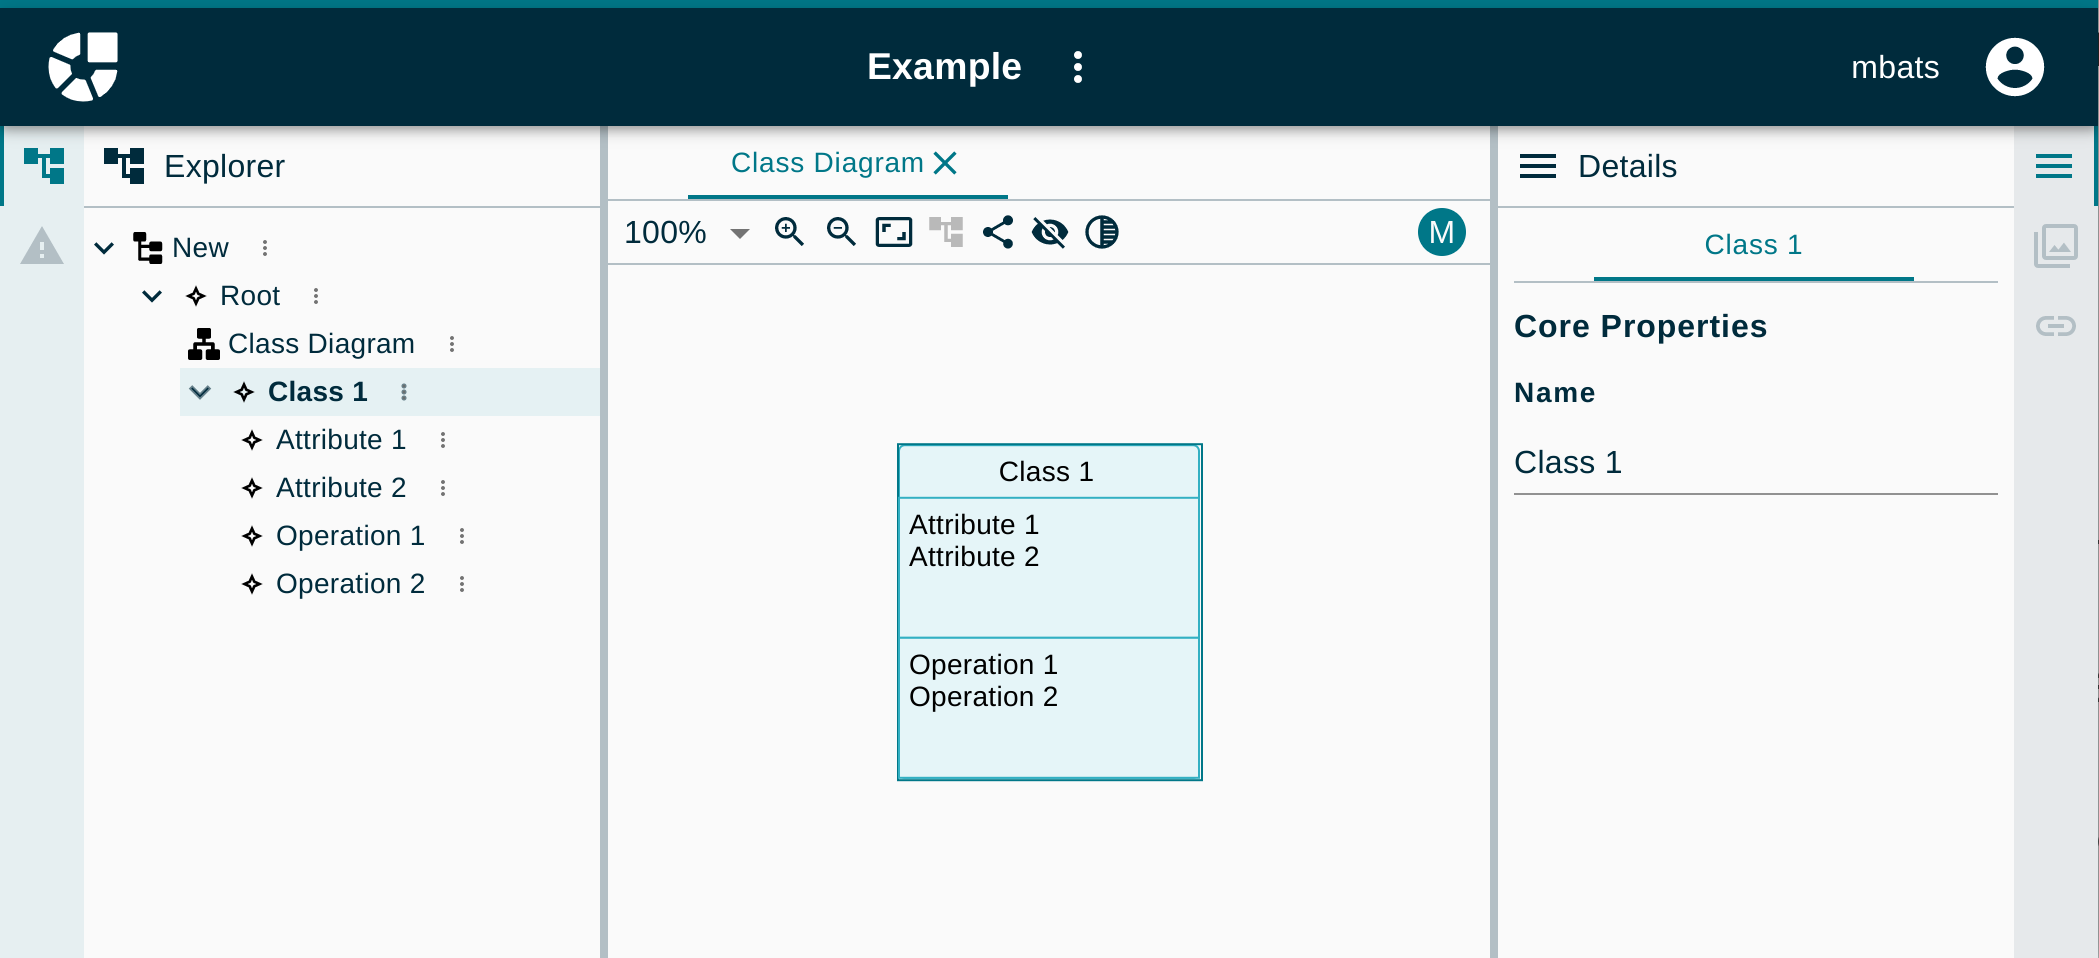 Example
mbats
Explorer
New
Root
Class Diagram
Class 1
Attribute 1
Attribute 2
Operation 1
Operation 2
Class Diagram
100%
M
Class 1
Attribute 1
Attribute 2
Operation 1
Operation 2
Details
Class 1
Core Properties
Name
Class 1